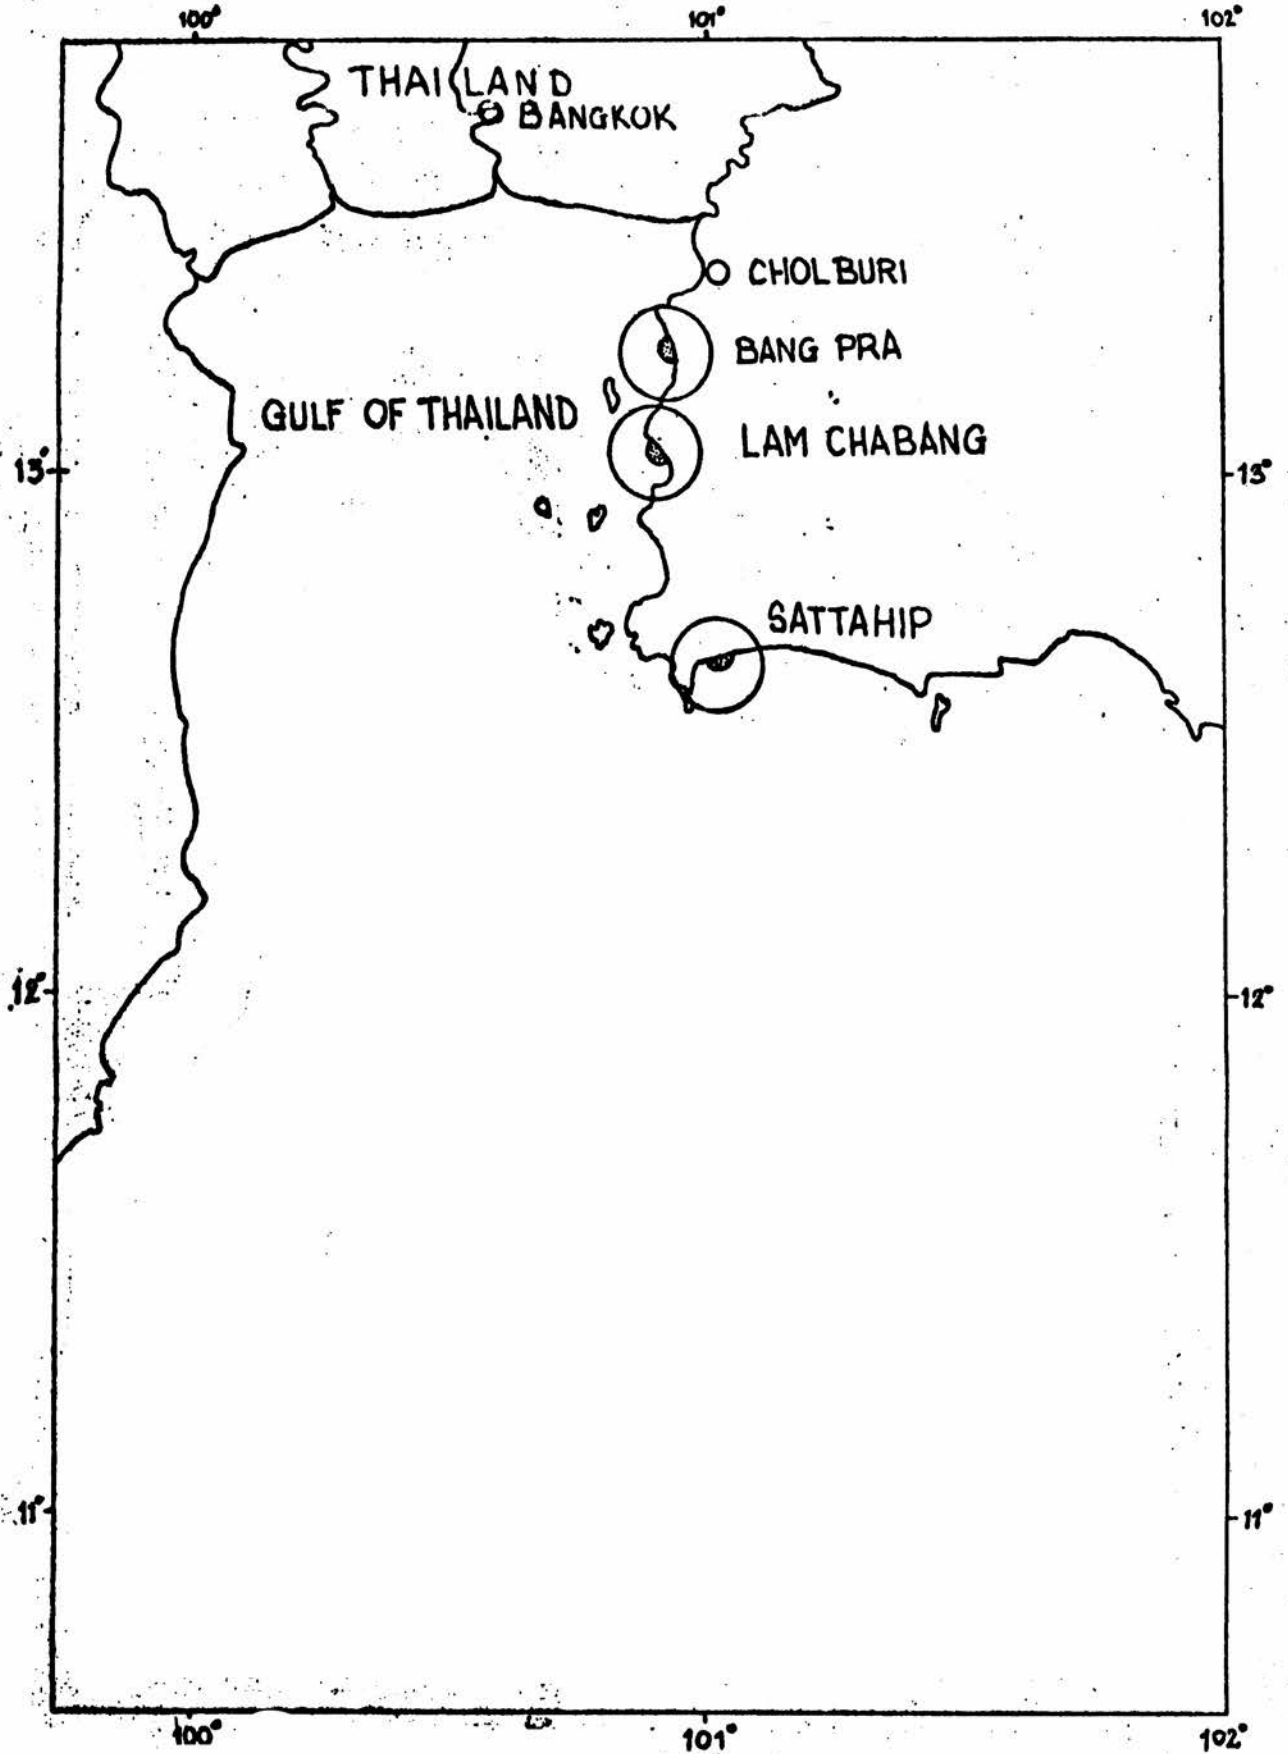 100° 101° 102°
THAILAND
BANGKOK
CHOLBURI
BANG PRA
GULF OF THAILAND
LAM CHABANG
13° 13°
SATTAHIP
12° 12°
11° 11°
100° 101° 102°